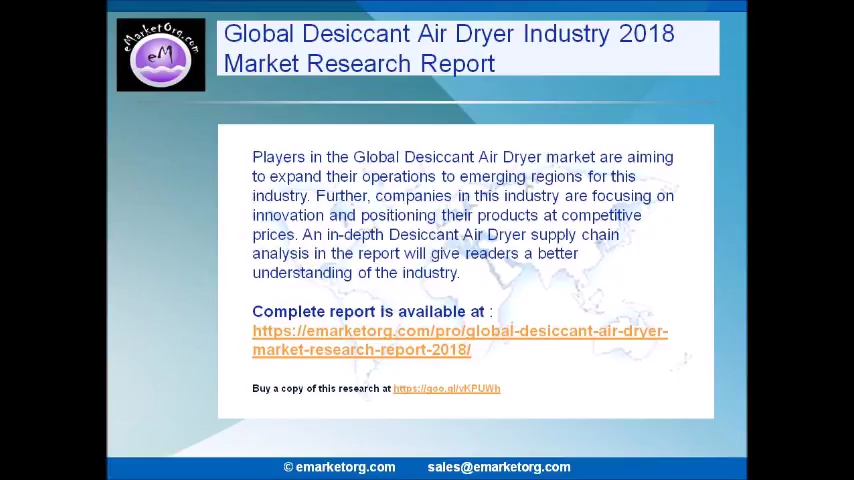 eMarketOrg.com
eM
Global Desiccant Air Dryer Industry 2018
Market Research Report
Players in the Global Desiccant Air Dryer market are aiming
to expand their operations to emerging regions for this
industry. Further, companies in this industry are focusing on
innovation and positioning their products at competitive
prices. An in-depth Desiccant Air Dryer supply chain
analysis in the report will give readers a better
understanding of the industry.
Complete report is available at :
https://emarketorg.com/pro/global-desiccant-air-dryer-
market-research-report-2018/
Buy a copy of this research at https://goo.gl/vKPUWh
© emarketorg.com sales@emarketorg.com